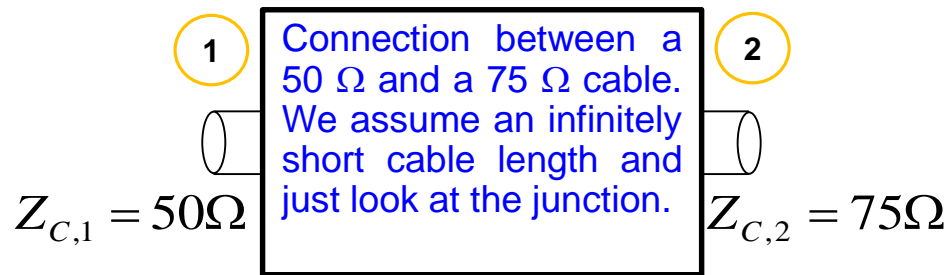 1
Connection between a
50 Ω and a 75 Ω cable.
We assume an infinitely
short cable length and
just look at the junction.
2
Z_{C,1} = 50Ω
Z_{C,2} = 75Ω